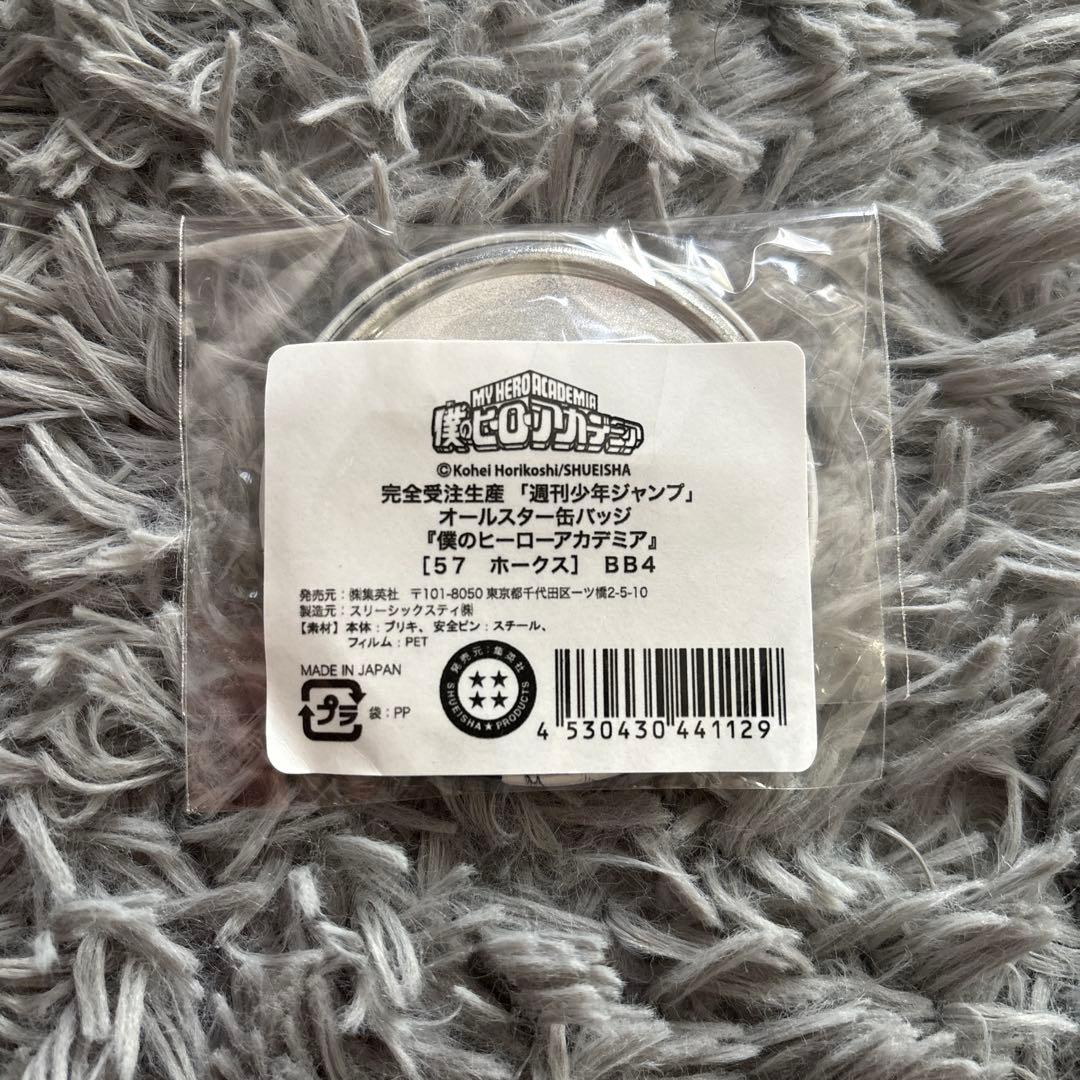 MY HERO ACADEMIA
僕のヒーローアカデミア
©Kohei Horikoshi/SHUEISHA
完全受注生産 「週刊少年ジャンプ」
オールスター缶バッジ
『僕のヒーローアカデミア』
[57 ホークス] BB4
発売元:㈱集英社 〒101-8050 東京都千代田区一ツ橋2-5-10
製造元:スリーシックスティ㈱
【素材】本体:ブリキ、安全ピン:スチール、
フィルム:PET
MADE IN JAPAN
プラ 袋:PP
発売元:集英社
SHUEISHA★PRODUCTS
4 530430 441129